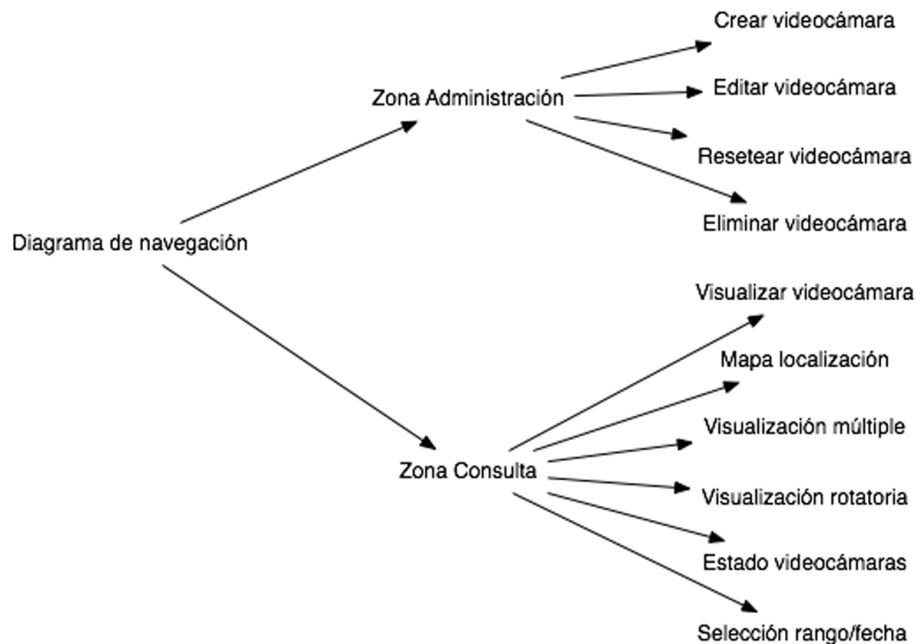 Crear videocámara
Zona Administración
Editar videocámara
Resetear videocámara
Eliminar videocámara
Diagrama de navegación
Visualizar videocámara
Mapa localización
Visualización múltiple
Zona Consulta
Visualización rotatoria
Estado videocámaras
Selección rango/fecha